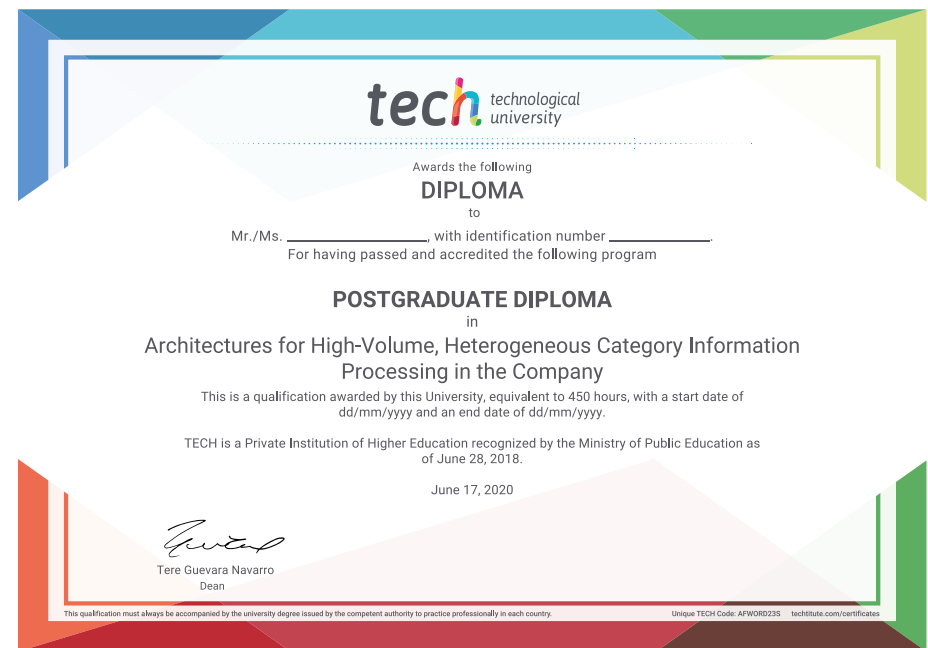 tech technological
university
Awards the following
DIPLOMA
to
Mr./Ms. ________________, with identification number ____________.
For having passed and accredited the following program
POSTGRADUATE DIPLOMA
in
Architectures for High-Volume, Heterogeneous Category Information
Processing in the Company
This is a qualification awarded by this University, equivalent to 450 hours, with a start date of
dd/mm/yyyy and an end date of dd/mm/yyyy.
TECH is a Private Institution of Higher Education recognized by the Ministry of Public Education as
of June 28, 2018.
June 17, 2020
Tere Guevara Navarro
Dean
This qualification must always be accompanied by the university degree issued by the competent authority to practice professionally in each country.
Unique TECH Code: AFWORD23S techtitute.com/certificates